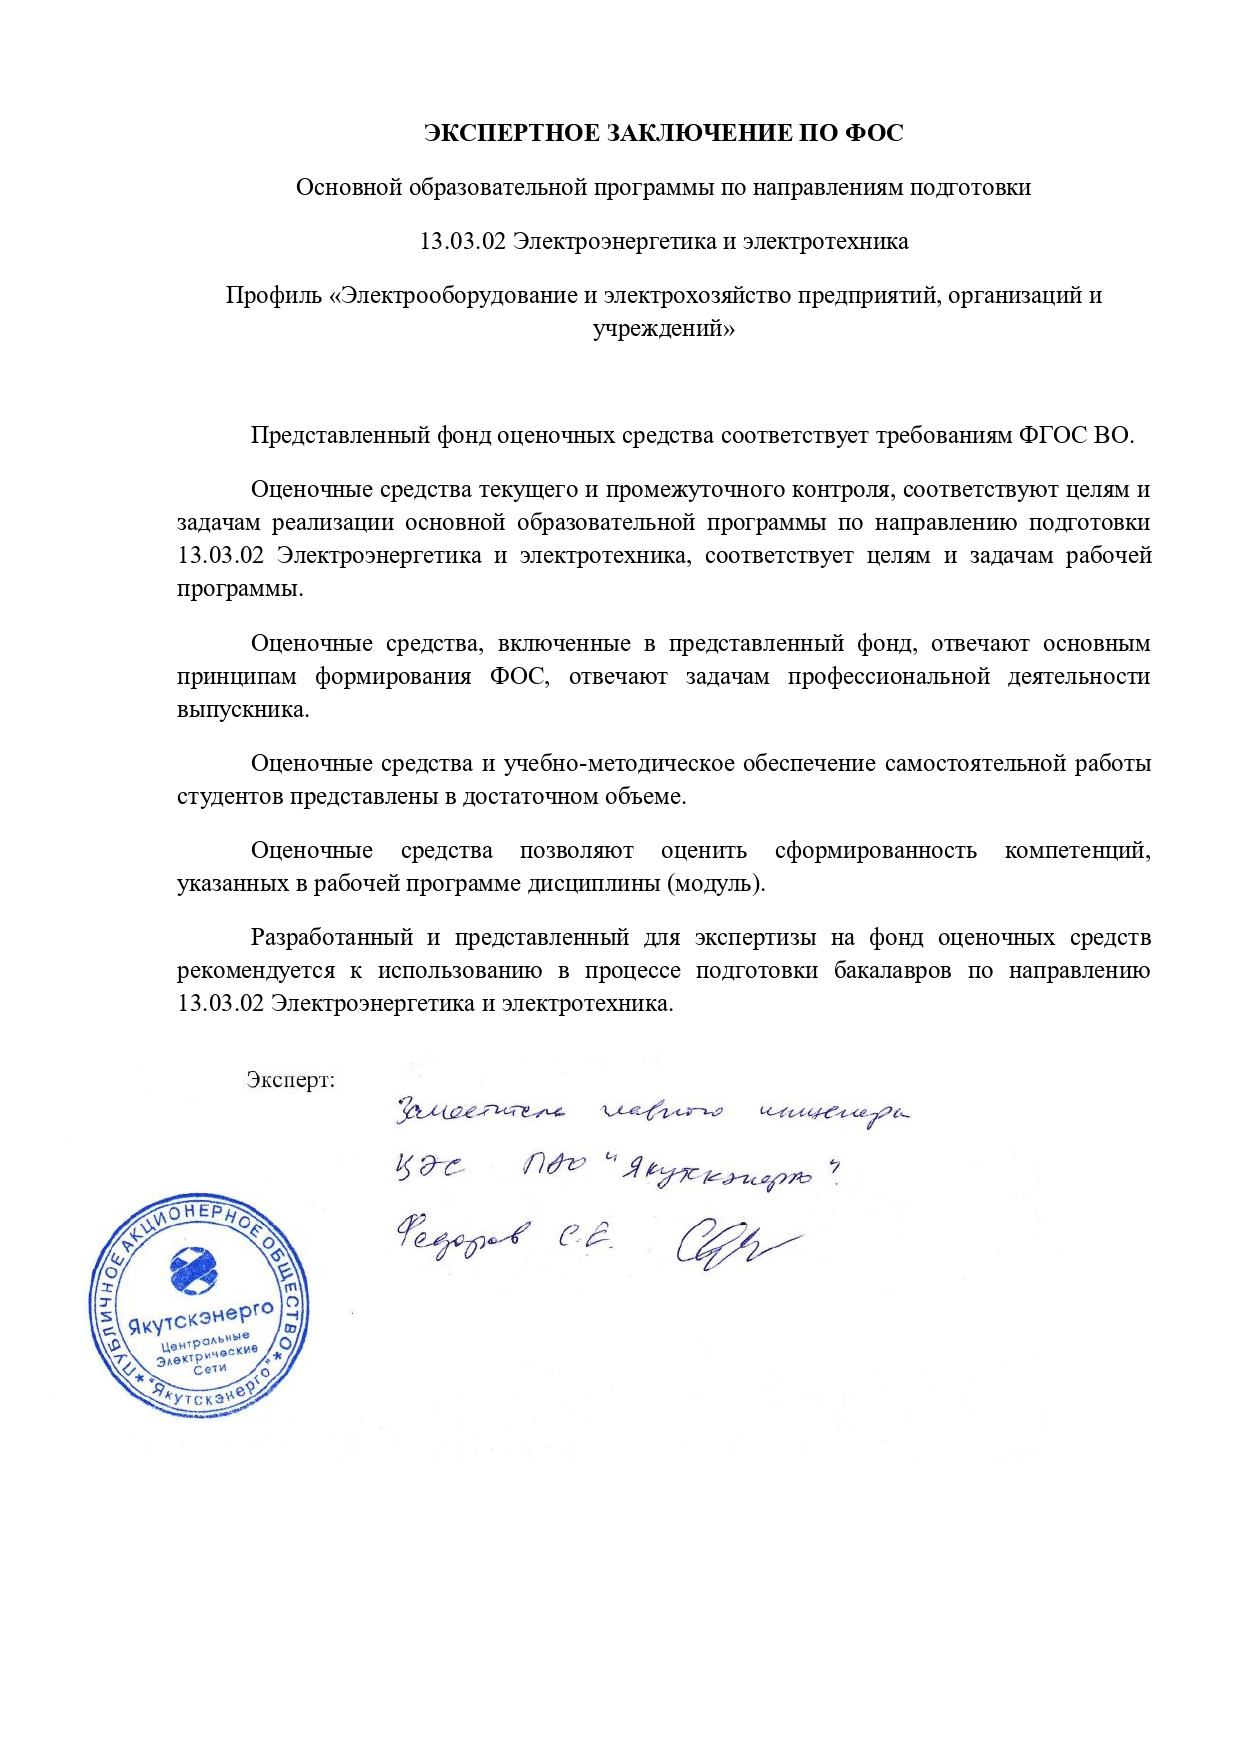 ЭКСПЕРТНОЕ ЗАКЛЮЧЕНИЕ ПО ФОС
Основной образовательной программы по направлениям подготовки
13.03.02 Электроэнергетика и электротехника
Профиль «Электрооборудование и электрохозяйство предприятий, организаций и
учреждений»
Представленный фонд оценочных средства соответствует требованиям ФГОС ВО.
Оценочные средства текущего и промежуточного контроля, соответствуют целям и
задачам реализации основной образовательной программы по направлению подготовки
13.03.02 Электроэнергетика и электротехника, соответствует целям и задачам рабочей
программы.
Оценочные средства, включенные в представленный фонд, отвечают основным
принципам формирования ФОС, отвечают задачам профессиональной деятельности
выпускника.
Оценочные средства и учебно-методическое обеспечение самостоятельной работы
студентов представлены в достаточном объеме.
Оценочные средства позволяют оценить сформированность компетенций,
указанных в рабочей программе дисциплины (модуль).
Разработанный и представленный для экспертизы на фонд оценочных средств
рекомендуется к использованию в процессе подготовки бакалавров по направлению
13.03.02 Электроэнергетика и электротехника.
Эксперт:
Заместитель главного инженера
ЦЭС ПАО "Якутскэнерго".
Федоров С.Е.
ПУБЛИЧНОЕ АКЦИОНЕРНОЕ ОБЩЕСТВО
Якутскэнерго
Центральные
Электрические
Сети
* "Якутскэнерго" *